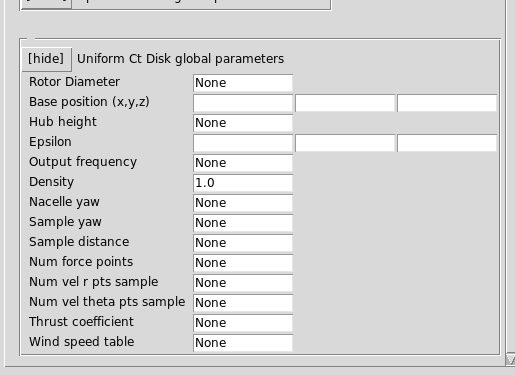 [hide] Uniform Ct Disk global parameters
Rotor Diameter None
Base position (x,y,z)
Hub height None
Epsilon
Output frequency None
Density 1.0
Nacelle yaw None
Sample yaw None
Sample distance None
Num force points None
Num vel r pts sample None
Num vel theta pts sample None
Thrust coefficient None
Wind speed table None